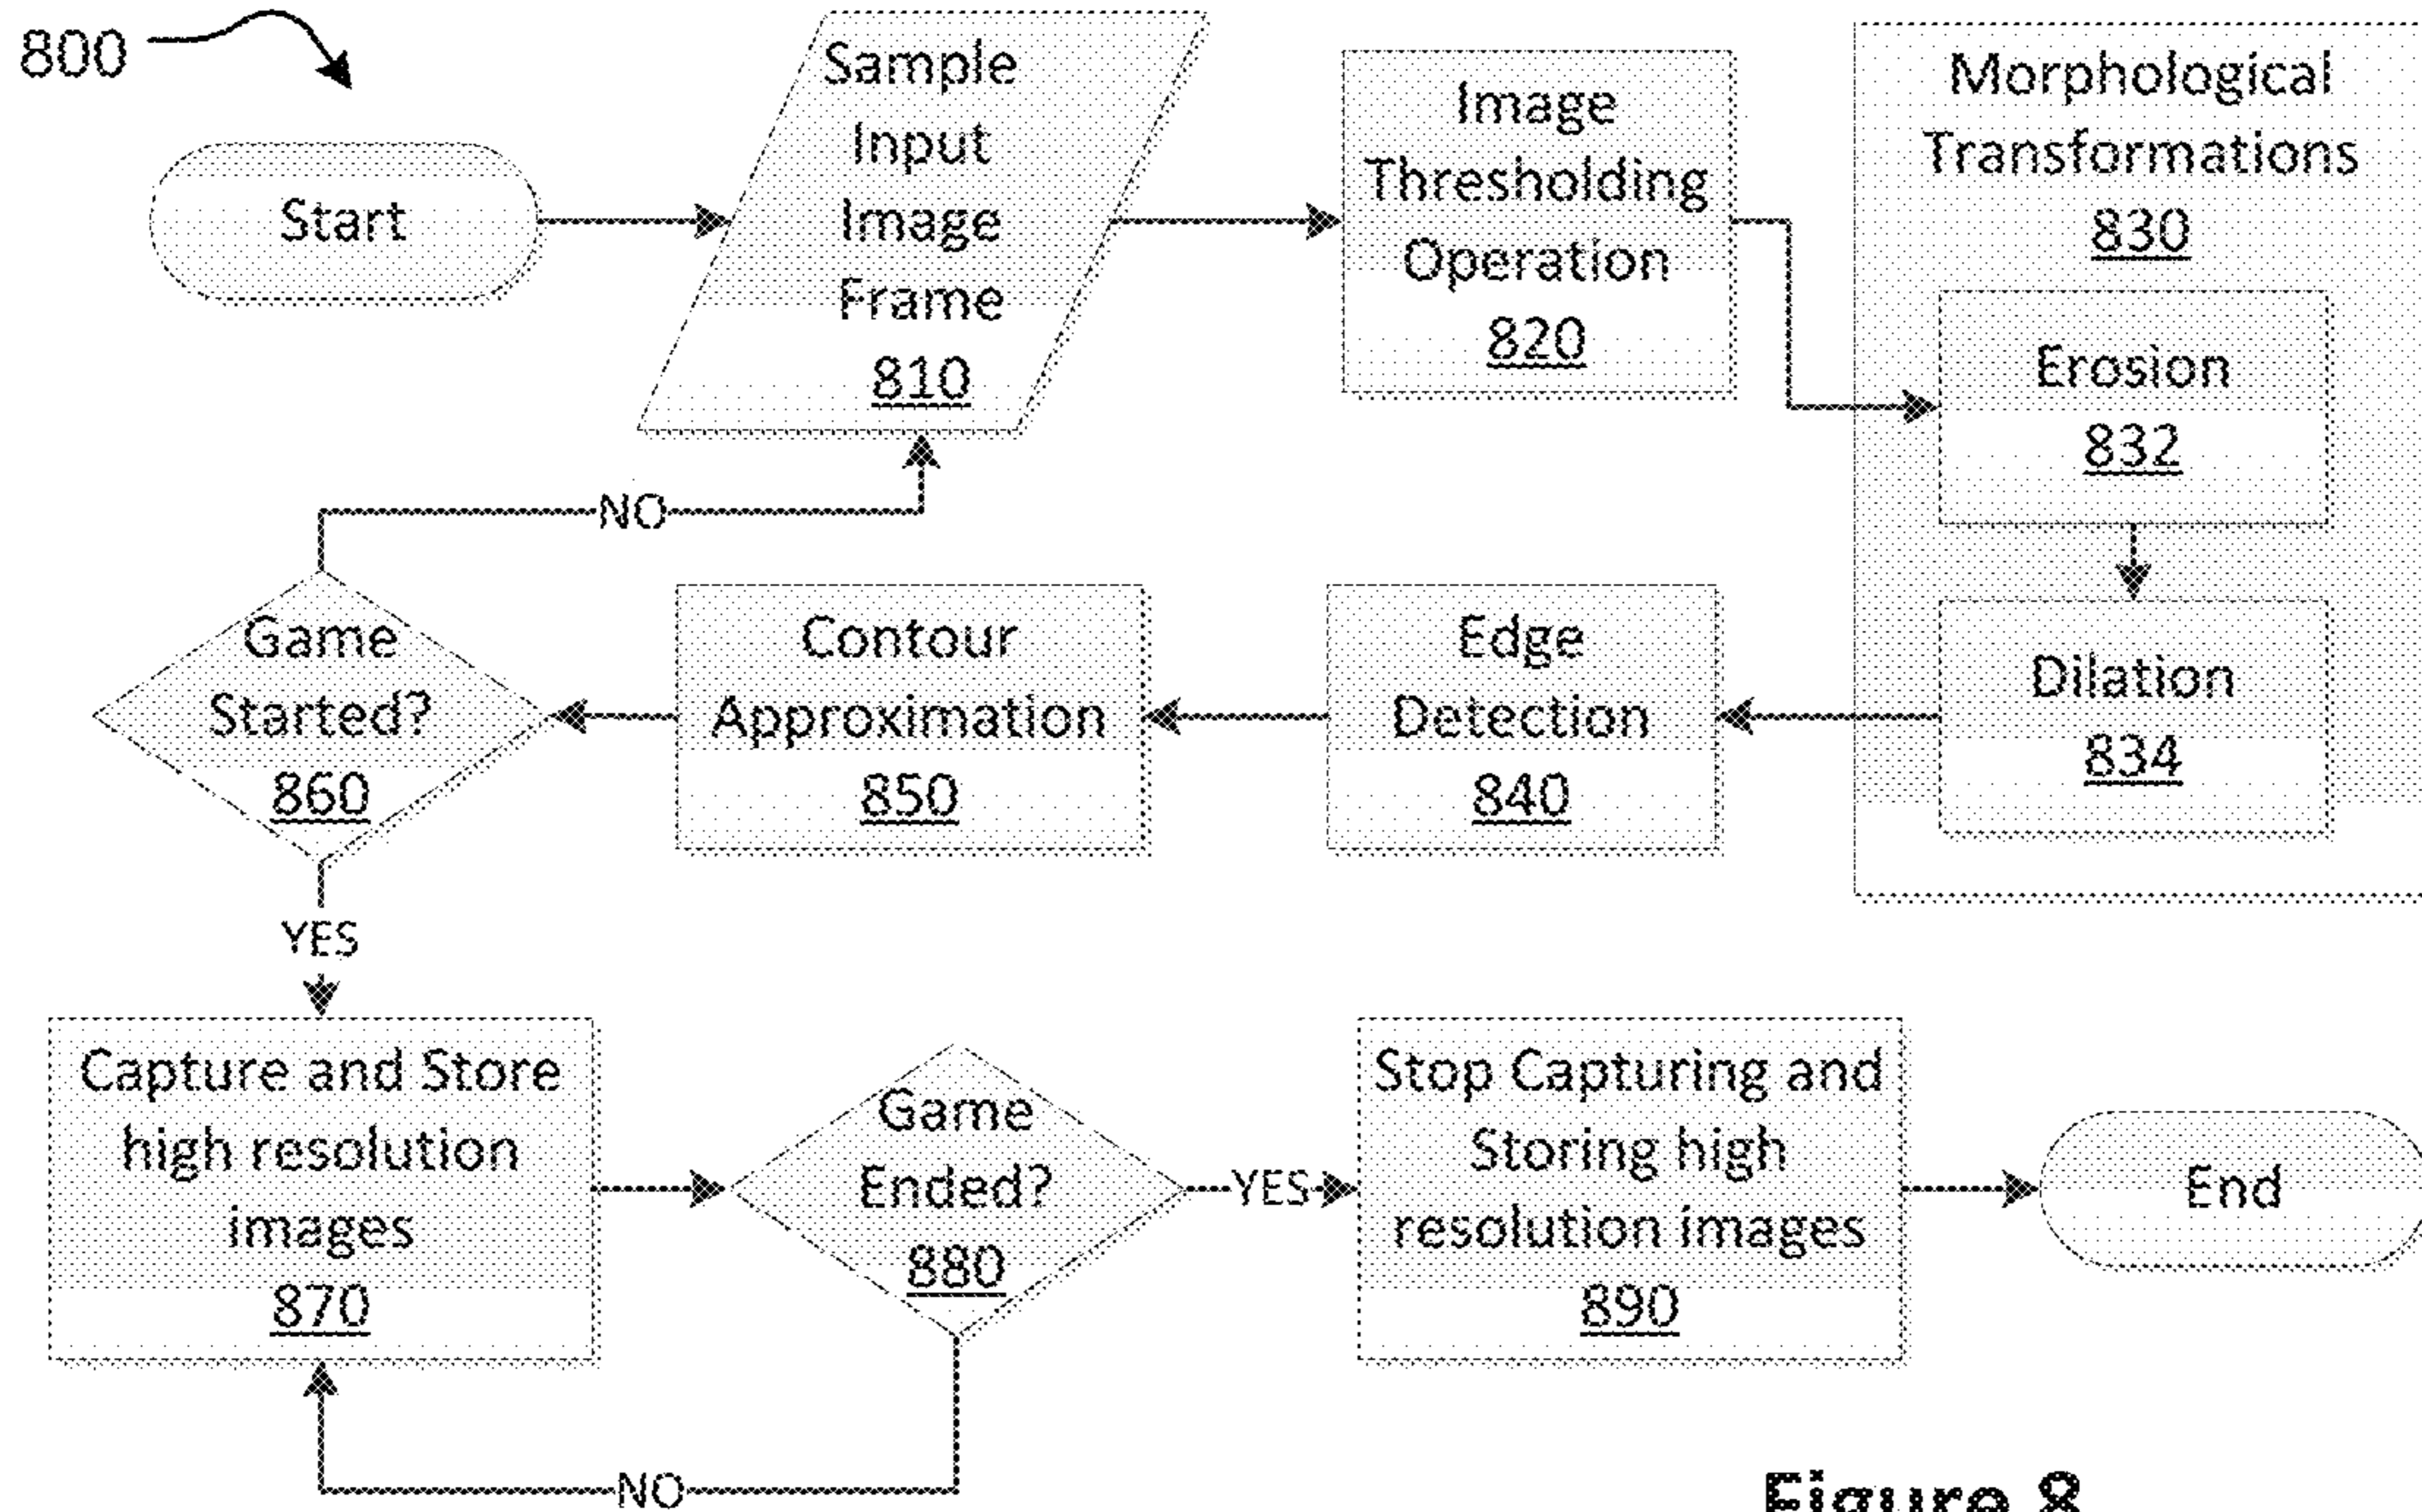 800
Start
Sample
Input
Image
Frame
810
Image
Thresholding
Operation
820
Morphological
Transformations
830
Erosion
832
Dilation
834
Edge
Detection
840
Contour
Approximation
850
Game
Started?
860
NO
YES
Capture and Store
high resolution
images
870
Game
Ended?
880
NO
YES
Stop Capturing and
Storing high
resolution images
890
End
Figure 8